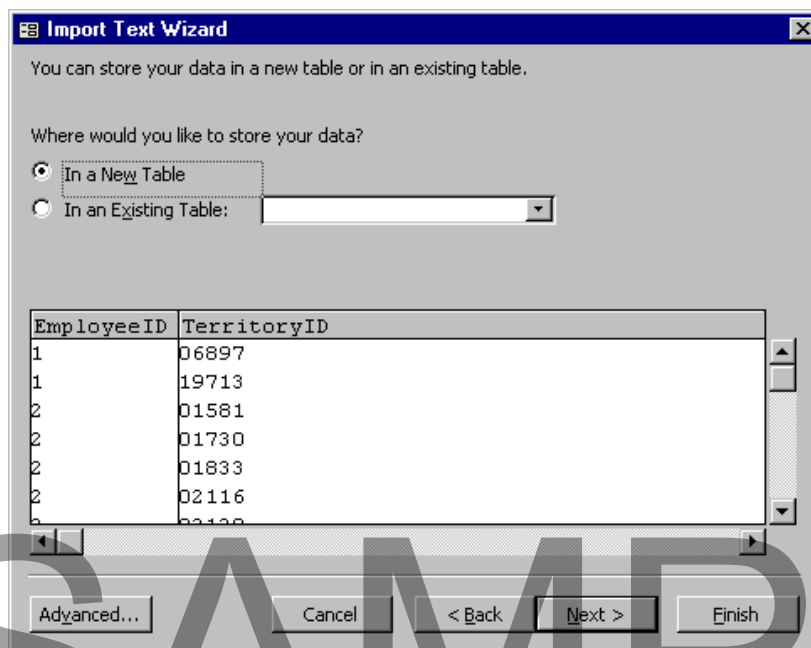 Import Text Wizard
You can store your data in a new table or in an existing table.
Where would you like to store your data?
In a New Table
In an Existing Table:
EmployeeID TerritoryID
1 06897
1 19713
2 01581
2 01730
2 01833
2 02116
Advanced... Cancel < Back Next > Finish
SAMP